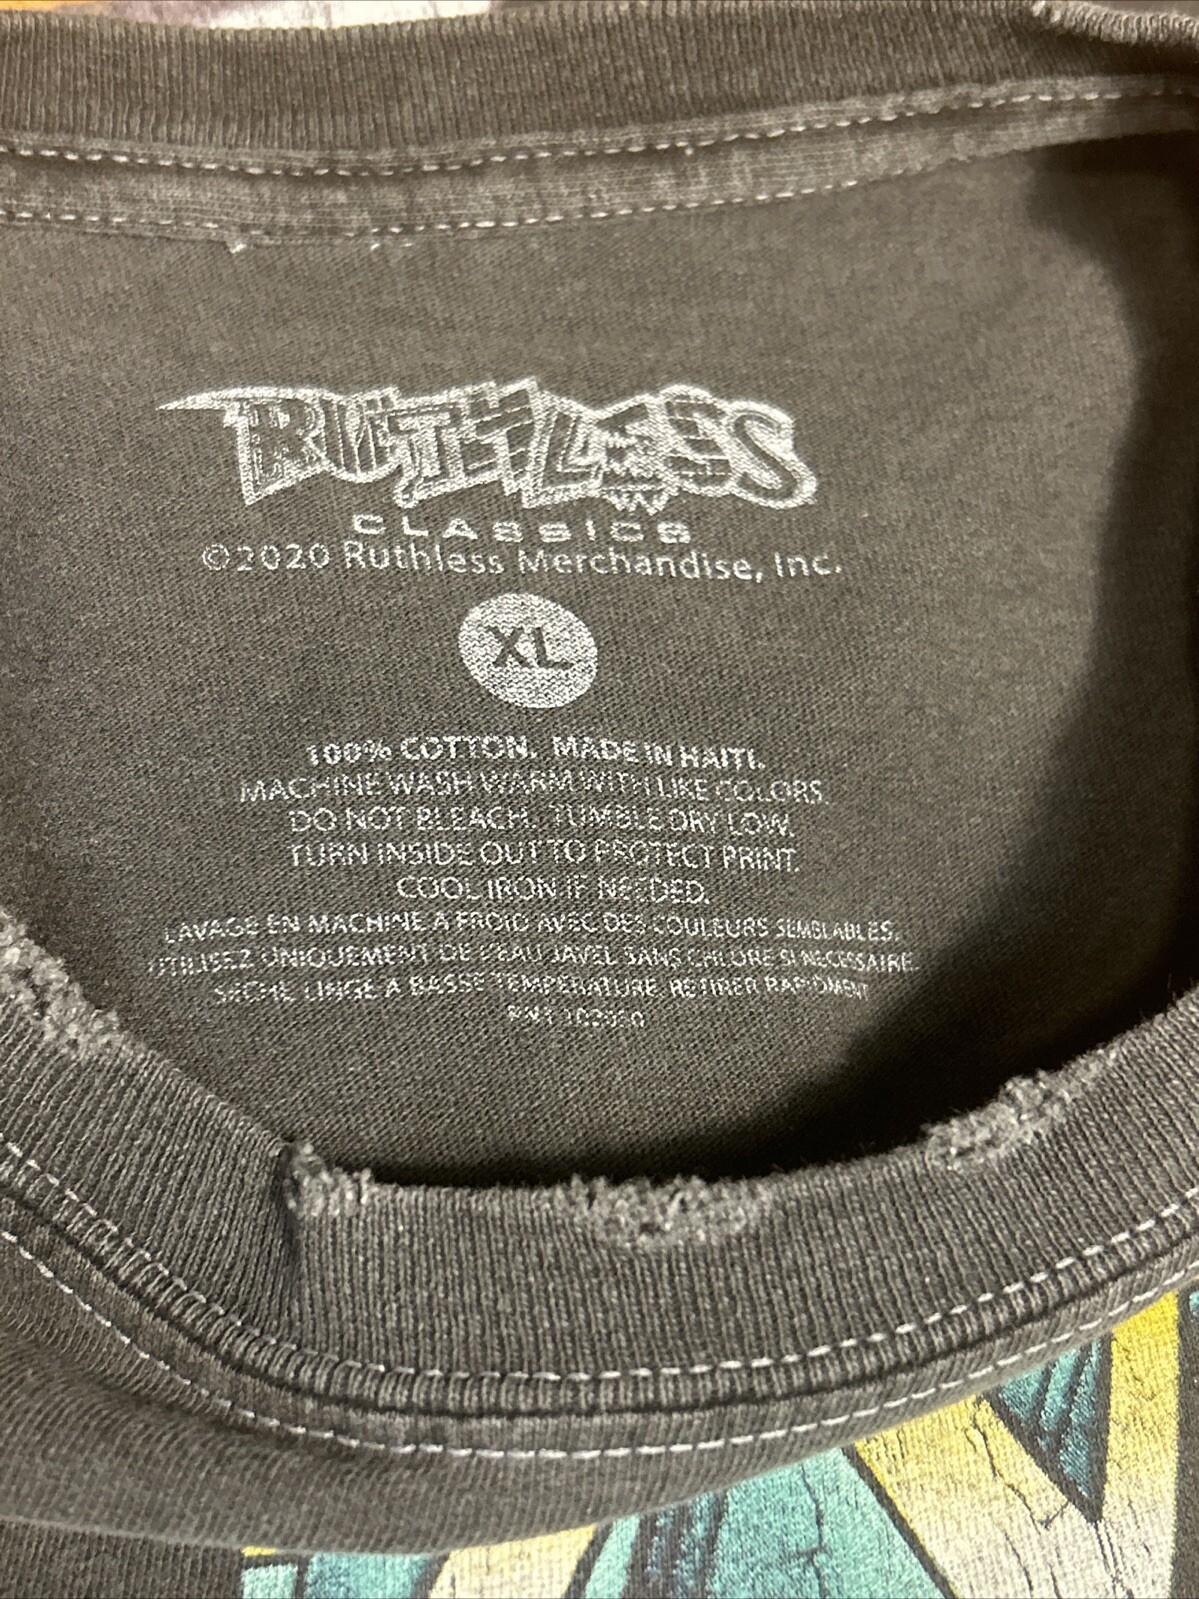 RUTHLESS
CLASSICS
©2020 Ruthless Merchandise, Inc.
XL
100% COTTON. MADE IN HAITI.
MACHINE WASH WARM WITH LIKE COLORS.
DO NOT BLEACH. TUMBLE DRY LOW.
TURN INSIDE OUT TO PROTECT PRINT.
COOL IRON IF NEEDED.
LAVAGE EN MACHINE A FROID AVEC DES COULEURS SEMBLABLES.
UTILISEZ UNIQUEMENT DE L'EAU JAVEL SANS CHLORE SI NECESSAIRE.
SECHE LINGE A BASSE TEMPERATURE. RETIRER RAPIDMENT